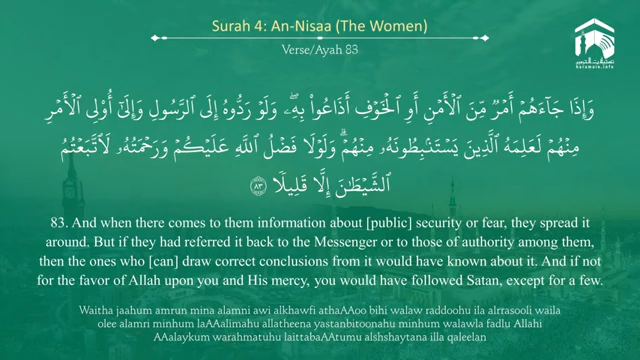 Surah 4: An-Nisaa (The Women)
Verse/Ayah 83
haramain.info
وَإِذَا جَآءَهُمْ أَمْرٌ مِّنَ ٱلْأَمْنِ أَوِ ٱلْخَوْفِ أَذَاعُوا۟ بِهِۦ ۖ وَلَوْ رَدُّوهُ إِلَى ٱلرَّسُولِ وَإِلَىٰٓ أُو۟لِى ٱلْأَمْرِ
مِنْهُمْ لَعَلِمَهُ ٱلَّذِينَ يَسْتَنۢبِطُونَهُۥ مِنْهُمْ ۗ وَلَوْلَا فَضْلُ ٱللَّهِ عَلَيْكُمْ وَرَحْمَتُهُۥ لَٱتَّبَعْتُمُ
ٱلشَّيْطَـٰنَ إِلَّا قَلِيلًا ٨٣
83. And when there comes to them information about [public] security or fear, they spread it
around. But if they had referred it back to the Messenger or to those of authority among them,
then the ones who [can] draw correct conclusions from it would have known about it. And if not
for the favor of Allah upon you and His mercy, you would have followed Satan, except for a few.
Waitha jaahum amrun mina alamni awi alkhawfi athaAAoo bihi walaw raddoohu ila alrrasooli waila
olee alamri minhum laAAalimahu allatheena yastanbitoonahu minhum walawla fadlu Allahi
AAalaykum warahmatuhu laittabaAAtumu alshshaytana illa qaleelan